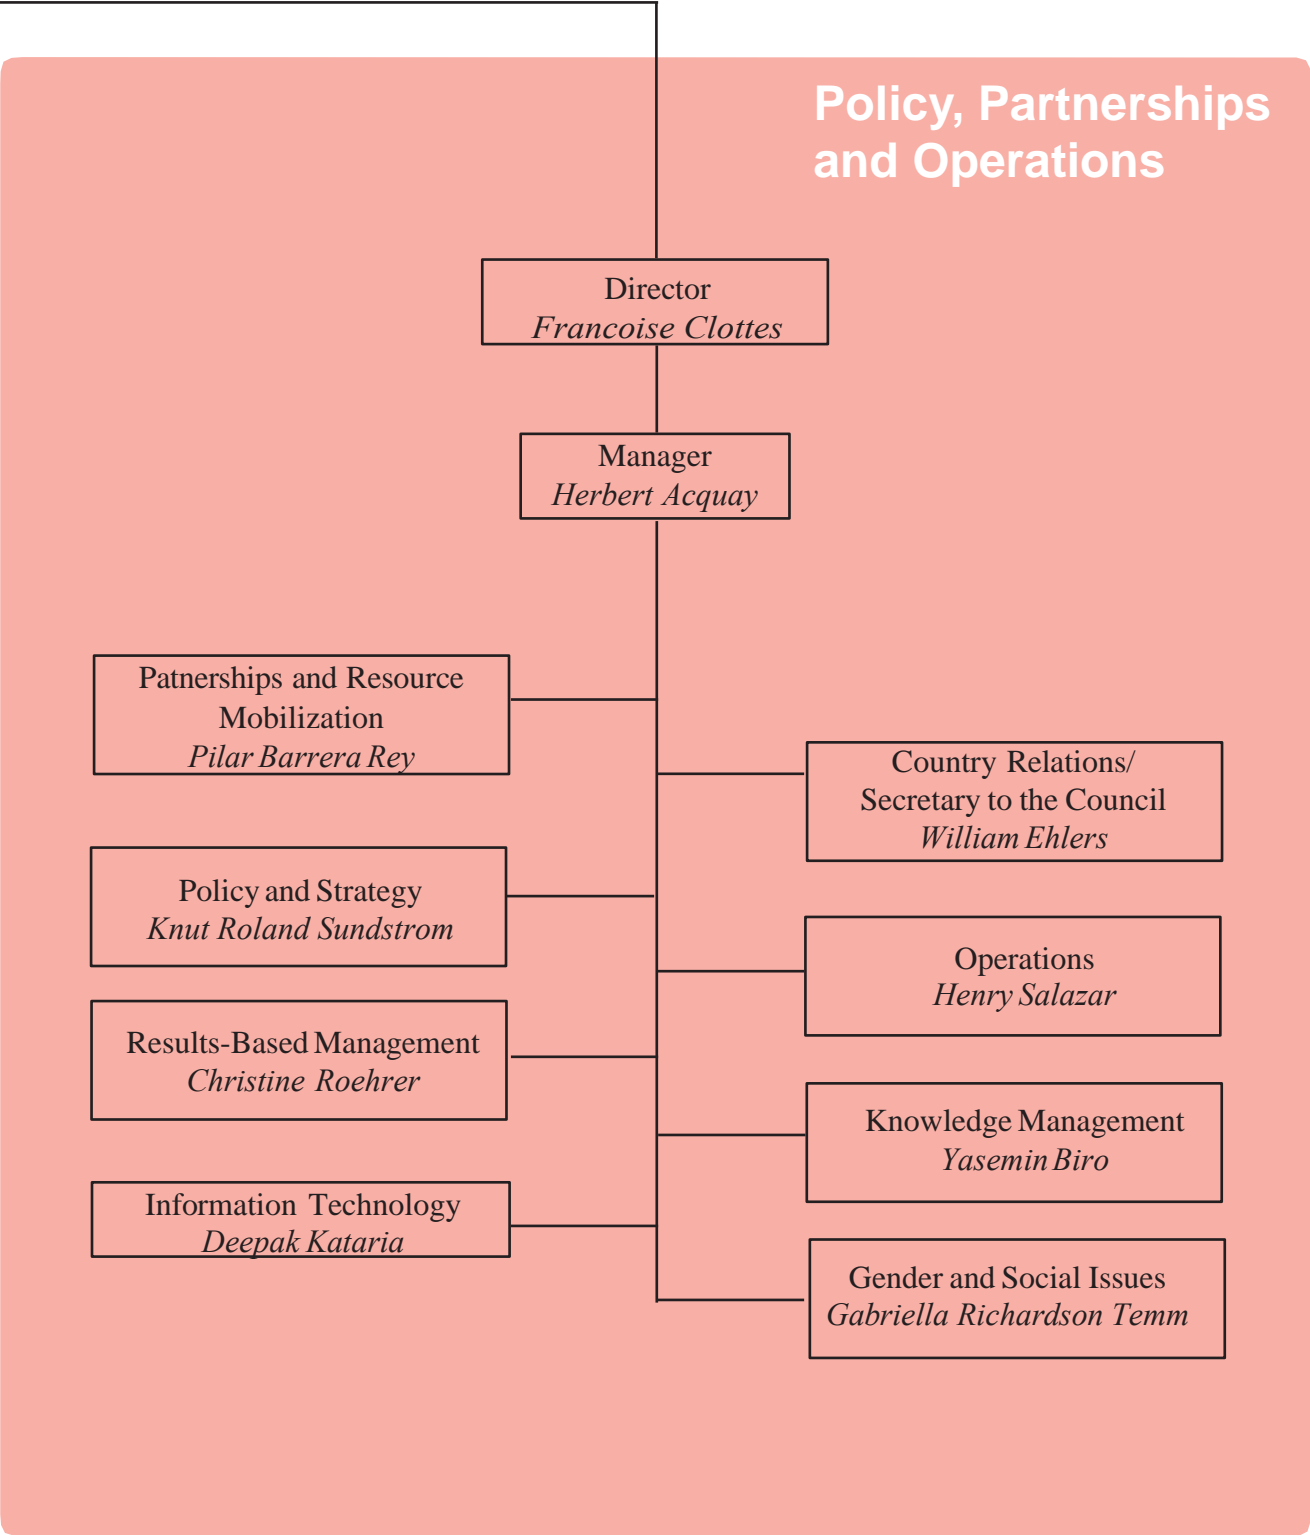 Policy, Partnerships
and Operations
Director
Francoise Clottes
Manager
Herbert Acquay
Patnerships and Resource
Mobilization
Pilar Barrera Rey
Country Relations/
Secretary to the Council
William Ehlers
Policy and Strategy
Knut Roland Sundstrom
Operations
Henry Salazar
Results-Based Management
Christine Roehrer
Knowledge Management
Yasemin Biro
Information Technology
Deepak Kataria
Gender and Social Issues
Gabriella Richardson Temm